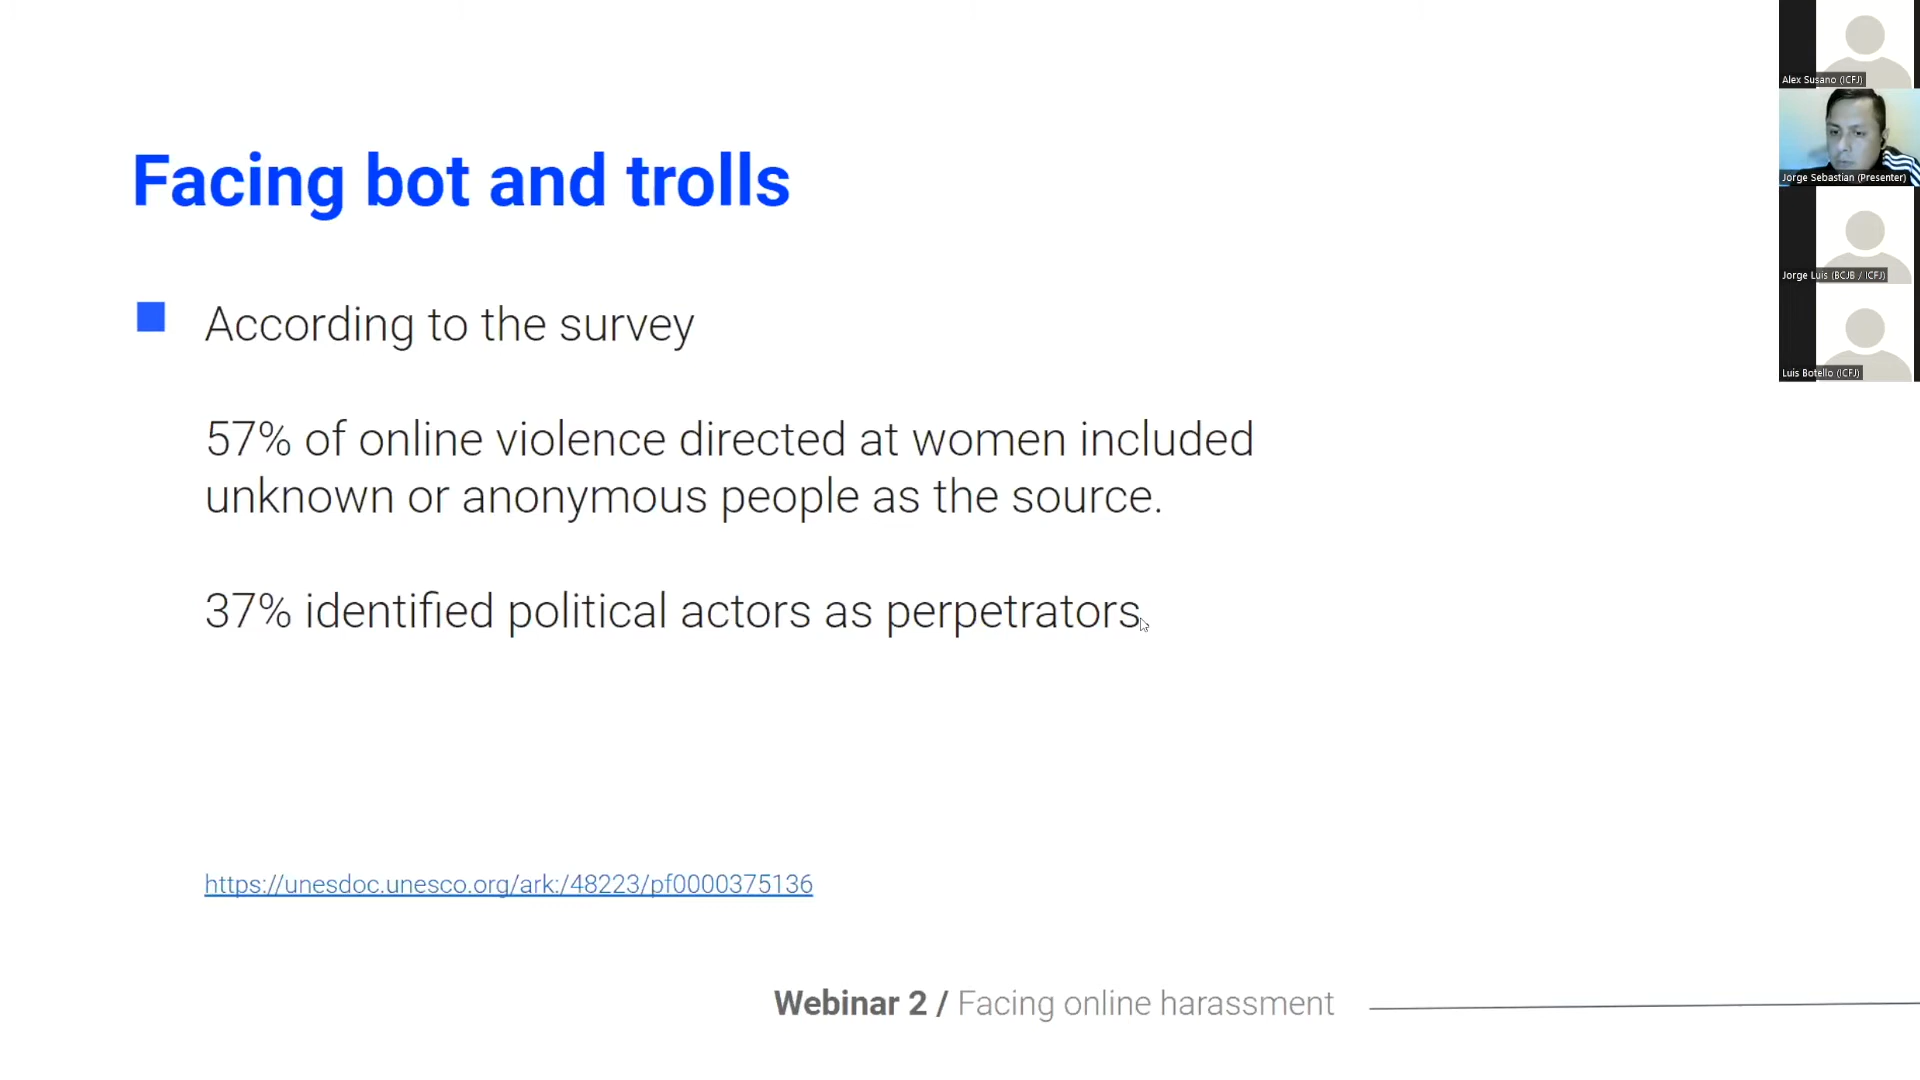 Facing bot and trolls
According to the survey
57% of online violence directed at women included
unknown or anonymous people as the source.
37% identified political actors as perpetrators.
https://unesdoc.unesco.org/ark:/48223/pf0000375136
Webinar 2 / Facing online harassment
Alex Susano (ICFJ)
Jorge Sebastian (Presenter)
Jorge Luis (BCJB / ICFJ)
Luis Botello (ICFJ)